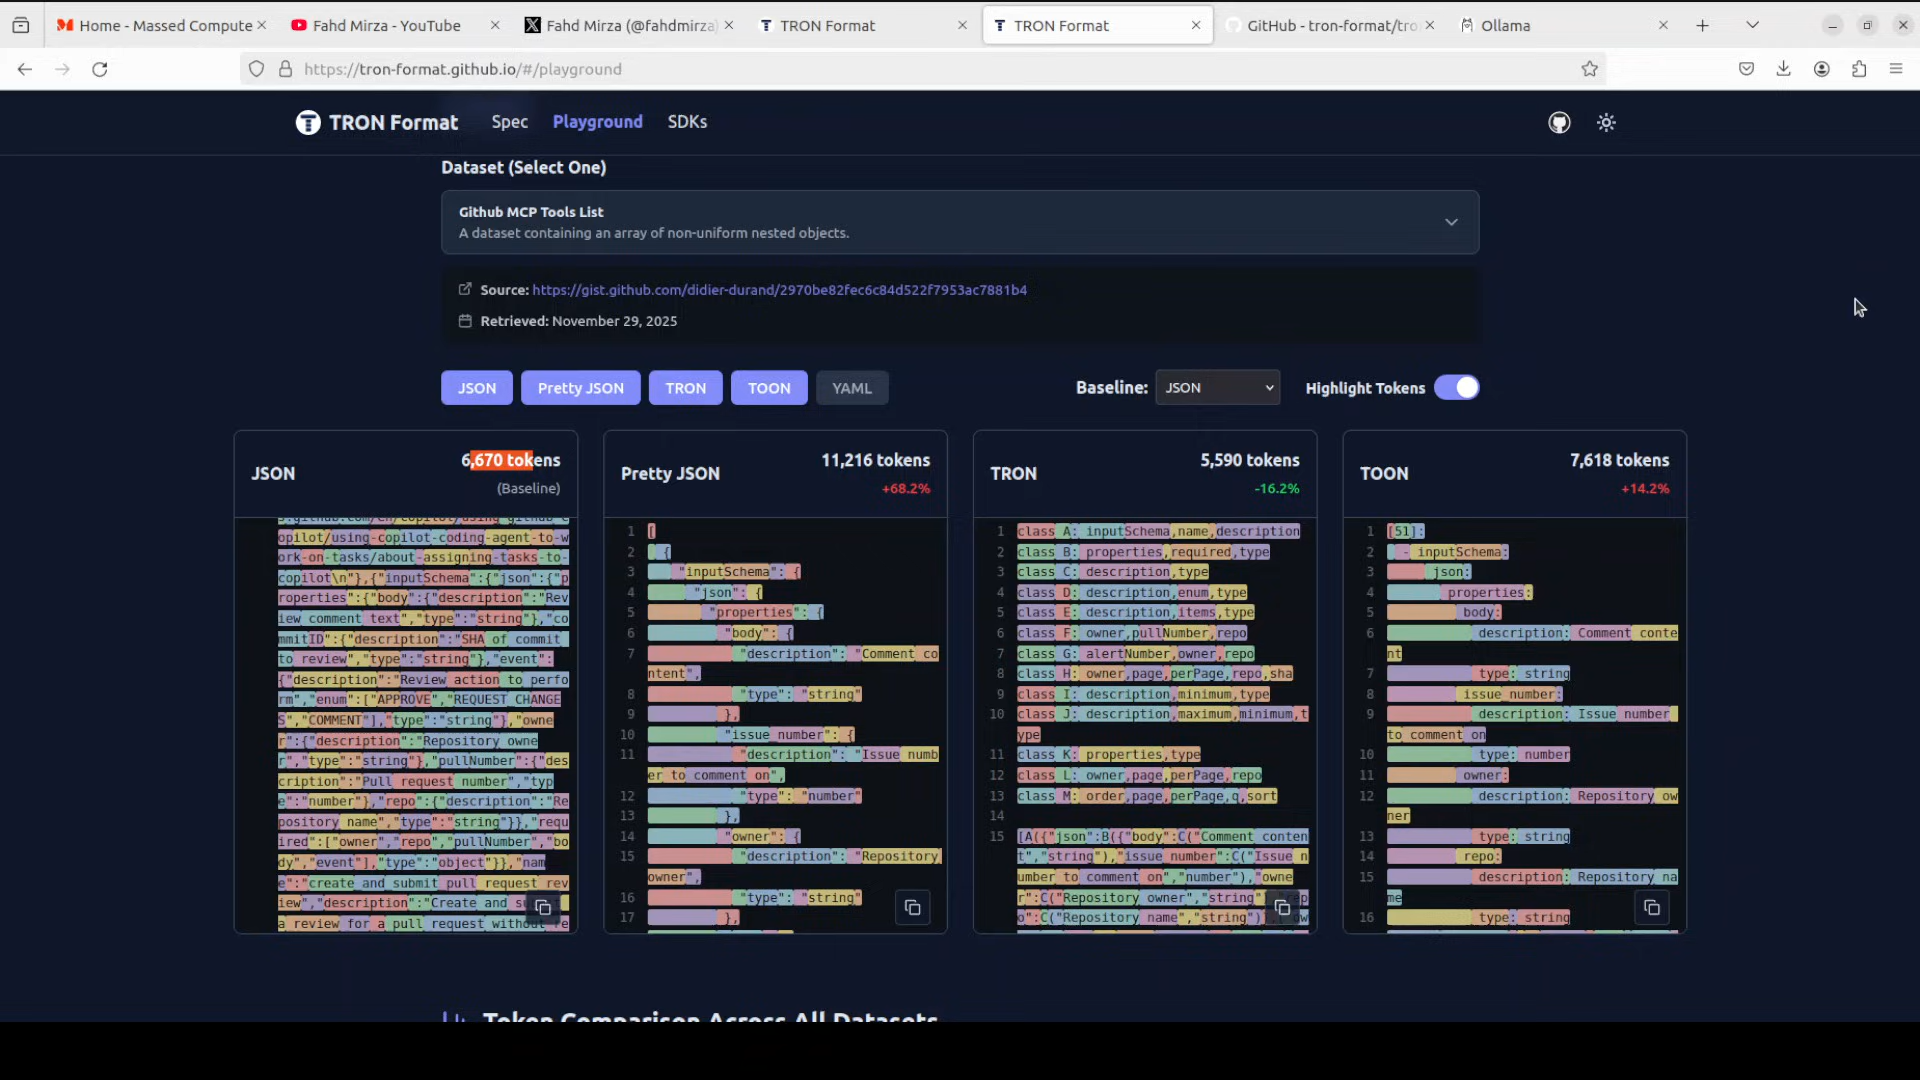 Home - Massed Compute
Fahd Mirza - YouTube
Fahd Mirza (@fahdmirza)
TRON Format
TRON Format
GitHub - tron-format/tro
Ollama
https://tron-format.github.io/#/playground
TRON Format
Spec
Playground
SDKs
Dataset (Select One)
Github MCP Tools List
A dataset containing an array of non-uniform nested objects.
Source: https://gist.github.com/didier-durand/2970be82fec6c84d522f7953ac7881b4
Retrieved: November 29, 2025
JSON
Pretty JSON
TRON
TOON
YAML
Baseline:
JSON
Highlight Tokens
JSON
6,670 tokens
(Baseline)
opilot/using-copilot-coding-agent-to-w
ork-on-tasks/about-assigning-tasks-to-
copilot\n"},{"inputSchema":{"json":{"p
roperties":{"body":{"description":"Rev
iew comment text","type":"string"},"co
mmitID":{"description":"SHA of commit
to review","type":"string"},"event":
{"description":"Review action to perfo
rm","enum":["APPROVE","REQUEST_CHANGE
S","COMMENT"],"type":"string"},"owne
r":{"description":"Repository owne
r","type":"string"},"pullNumber":{"des
cription":"Pull request number","typ
e":"number"},"repo":{"description":"Re
pository name","type":"string"}},"requ
ired":["owner","repo","pullNumber","bo
dy","event"],"type":"object"}},"nam
e":"create_and_submit_pull_request_rev
iew","description":"Create and su
a review for a pull request without re
Pretty JSON
11,216 tokens
+68.2%
1 [
2 {
3 "inputSchema": {
4 "json": {
5 "properties": {
6 "body": {
7 "description": "Comment co
ntent",
8 "type": "string"
9 },
10 "issue_number": {
11 "description": "Issue numb
er to comment on",
12 "type": "number"
13 },
14 "owner": {
15 "description": "Repository
owner",
16 "type": "string"
17 },
TRON
5,590 tokens
-16.2%
1 class A: inputSchema,name,description
2 class B: properties,required,type
3 class C: description,type
4 class D: description,enum,type
5 class E: description,items,type
6 class F: owner,pullNumber,repo
7 class G: alertNumber,owner,repo
8 class H: owner,page,perPage,repo,sha
9 class I: description,minimum,type
10 class J: description,maximum,minimum,t
ype
11 class K: properties,type
12 class L: owner,page,perPage,repo
13 class M: order,page,perPage,q,sort
14
15 [A({"json":B({"body":C("Comment conten
t","string"),"issue_number":C("Issue n
umber to comment on","number"),"owne
r":C("Repository owner","string"),"rep
o":C("Repository name","string")},["ow
TOON
7,618 tokens
+14.2%
1 [51]:
2 - inputSchema:
3 json:
4 properties:
5 body:
6 description: Comment conte
nt
7 type: string
8 issue_number:
9 description: Issue number
to comment on
10 type: number
11 owner:
12 description: Repository ow
ner
13 type: string
14 repo:
15 description: Repository na
me
16 type: string
Token Comparison Across All Datasets